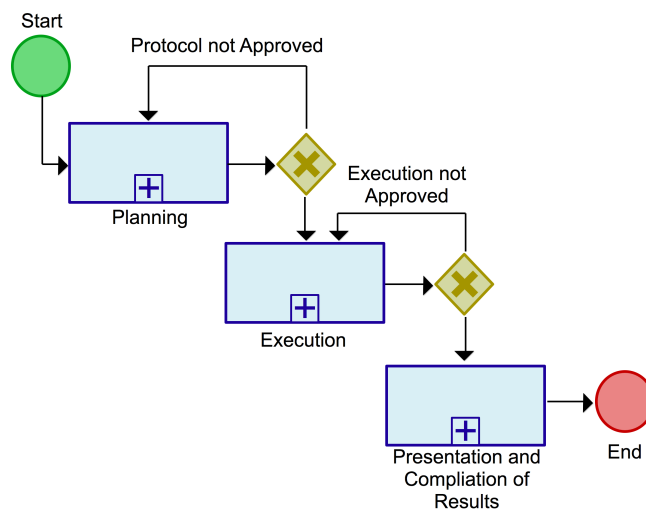 Start
Protocol not Approved
Planning
Execution not
Approved
Execution
Presentation and
Compliation of
Results
End